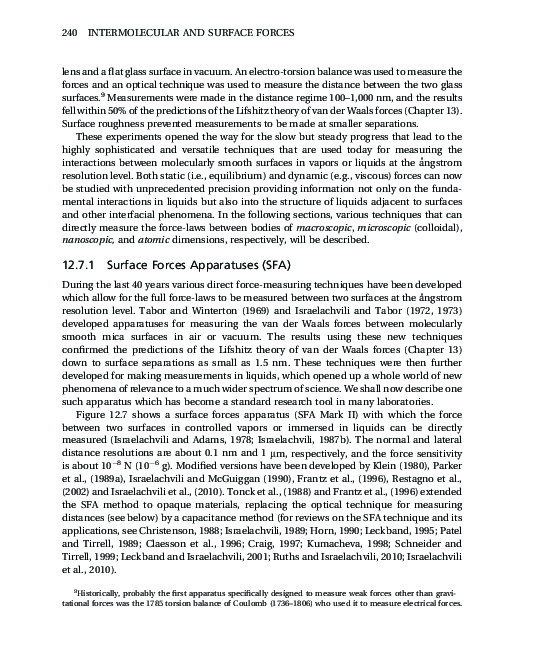 240 INTERMOLECULAR AND SURFACE FORCES
lens and a flat glass surface in vacuum. An electro-torsion balance was used to measure the
forces and an optical technique was used to measure the distance between the two glass
surfaces.⁹ Measurements were made in the distance regime 100–1,000 nm, and the results
fell within 50% of the predictions of the Lifshitz theory of van der Waals forces (Chapter 13).
Surface roughness prevented measurements to be made at smaller separations.
These experiments opened the way for the slow but steady progress that lead to the
highly sophisticated and versatile techniques that are used today for measuring the
interactions between molecularly smooth surfaces in vapors or liquids at the ångstrom
resolution level. Both static (i.e., equilibrium) and dynamic (e.g., viscous) forces can now
be studied with unprecedented precision providing information not only on the funda-
mental interactions in liquids but also into the structure of liquids adjacent to surfaces
and other interfacial phenomena. In the following sections, various techniques that can
directly measure the force-laws between bodies of macroscopic, microscopic (colloidal),
nanoscopic, and atomic dimensions, respectively, will be described.
12.7.1 Surface Forces Apparatuses (SFA)
During the last 40 years various direct force-measuring techniques have been developed
which allow for the full force-laws to be measured between two surfaces at the ångstrom
resolution level. Tabor and Winterton (1969) and Israelachvili and Tabor (1972, 1973)
developed apparatuses for measuring the van der Waals forces between molecularly
smooth mica surfaces in air or vacuum. The results using these new techniques
confirmed the predictions of the Lifshitz theory of van der Waals forces (Chapter 13)
down to surface separations as small as 1.5 nm. These techniques were then further
developed for making measurements in liquids, which opened up a whole world of new
phenomena of relevance to a much wider spectrum of science. We shall now describe one
such apparatus which has become a standard research tool in many laboratories.
Figure 12.7 shows a surface forces apparatus (SFA Mark II) with which the force
between two surfaces in controlled vapors or immersed in liquids can be directly
measured (Israelachvili and Adams, 1978; Israelachvili, 1987b). The normal and lateral
distance resolutions are about 0.1 nm and 1 μm, respectively, and the force sensitivity
is about 10⁻⁸ N (10⁻⁶ g). Modified versions have been developed by Klein (1980), Parker
et al., (1989a), Israelachvili and McGuiggan (1990), Frantz et al., (1996), Restagno et al.,
(2002) and Israelachvili et al., (2010). Tonck et al., (1988) and Frantz et al., (1996) extended
the SFA method to opaque materials, replacing the optical technique for measuring
distances (see below) by a capacitance method (for reviews on the SFA technique and its
applications, see Christenson, 1988; Israelachvili, 1989; Horn, 1990; Leckband, 1995; Patel
and Tirrell, 1989; Claesson et al., 1996; Craig, 1997; Kumacheva, 1998; Schneider and
Tirrell, 1999; Leckband and Israelachvili, 2001; Ruths and Israelachvili, 2010; Israelachvili
et al., 2010).
⁹Historically, probably the first apparatus specifically designed to measure weak forces other than gravi-
tational forces was the 1785 torsion balance of Coulomb (1736–1806) who used it to measure electrical forces.